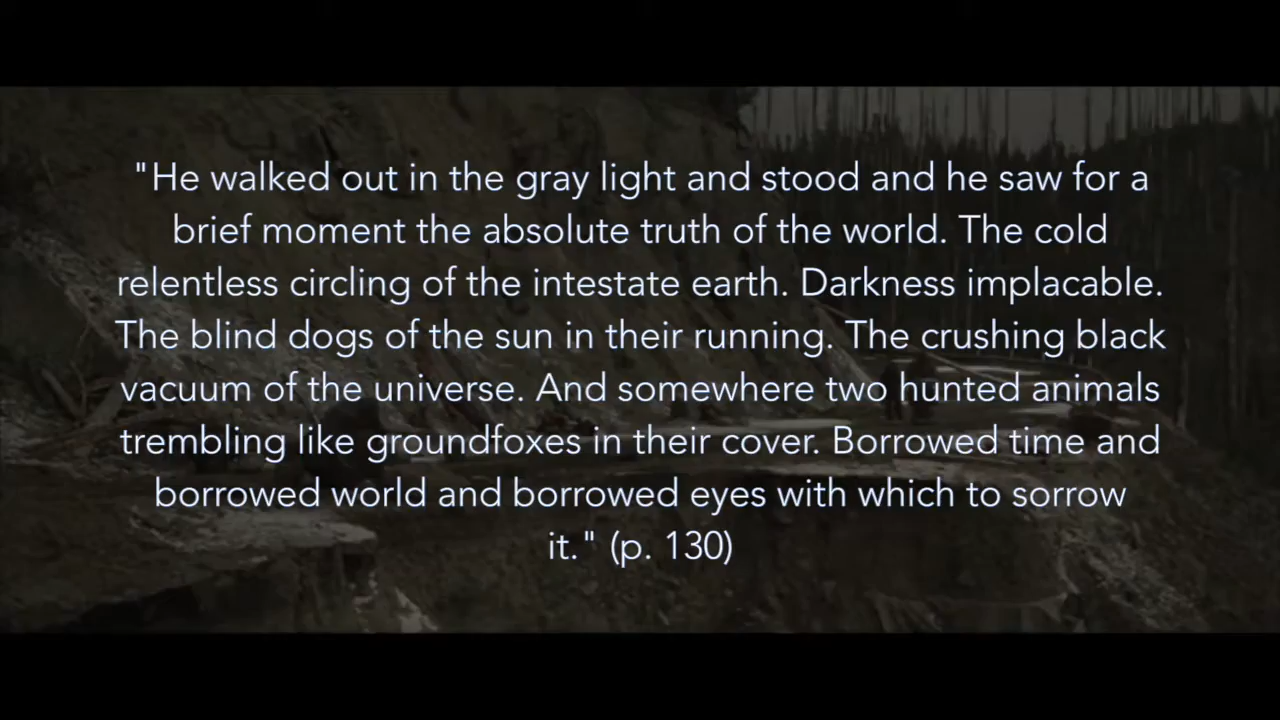 "He walked out in the gray light and stood and he saw for a
brief moment the absolute truth of the world. The cold
relentless circling of the intestate earth. Darkness implacable.
The blind dogs of the sun in their running. The crushing black
vacuum of the universe. And somewhere two hunted animals
trembling like groundfoxes in their cover. Borrowed time and
borrowed world and borrowed eyes with which to sorrow
it." (p. 130)